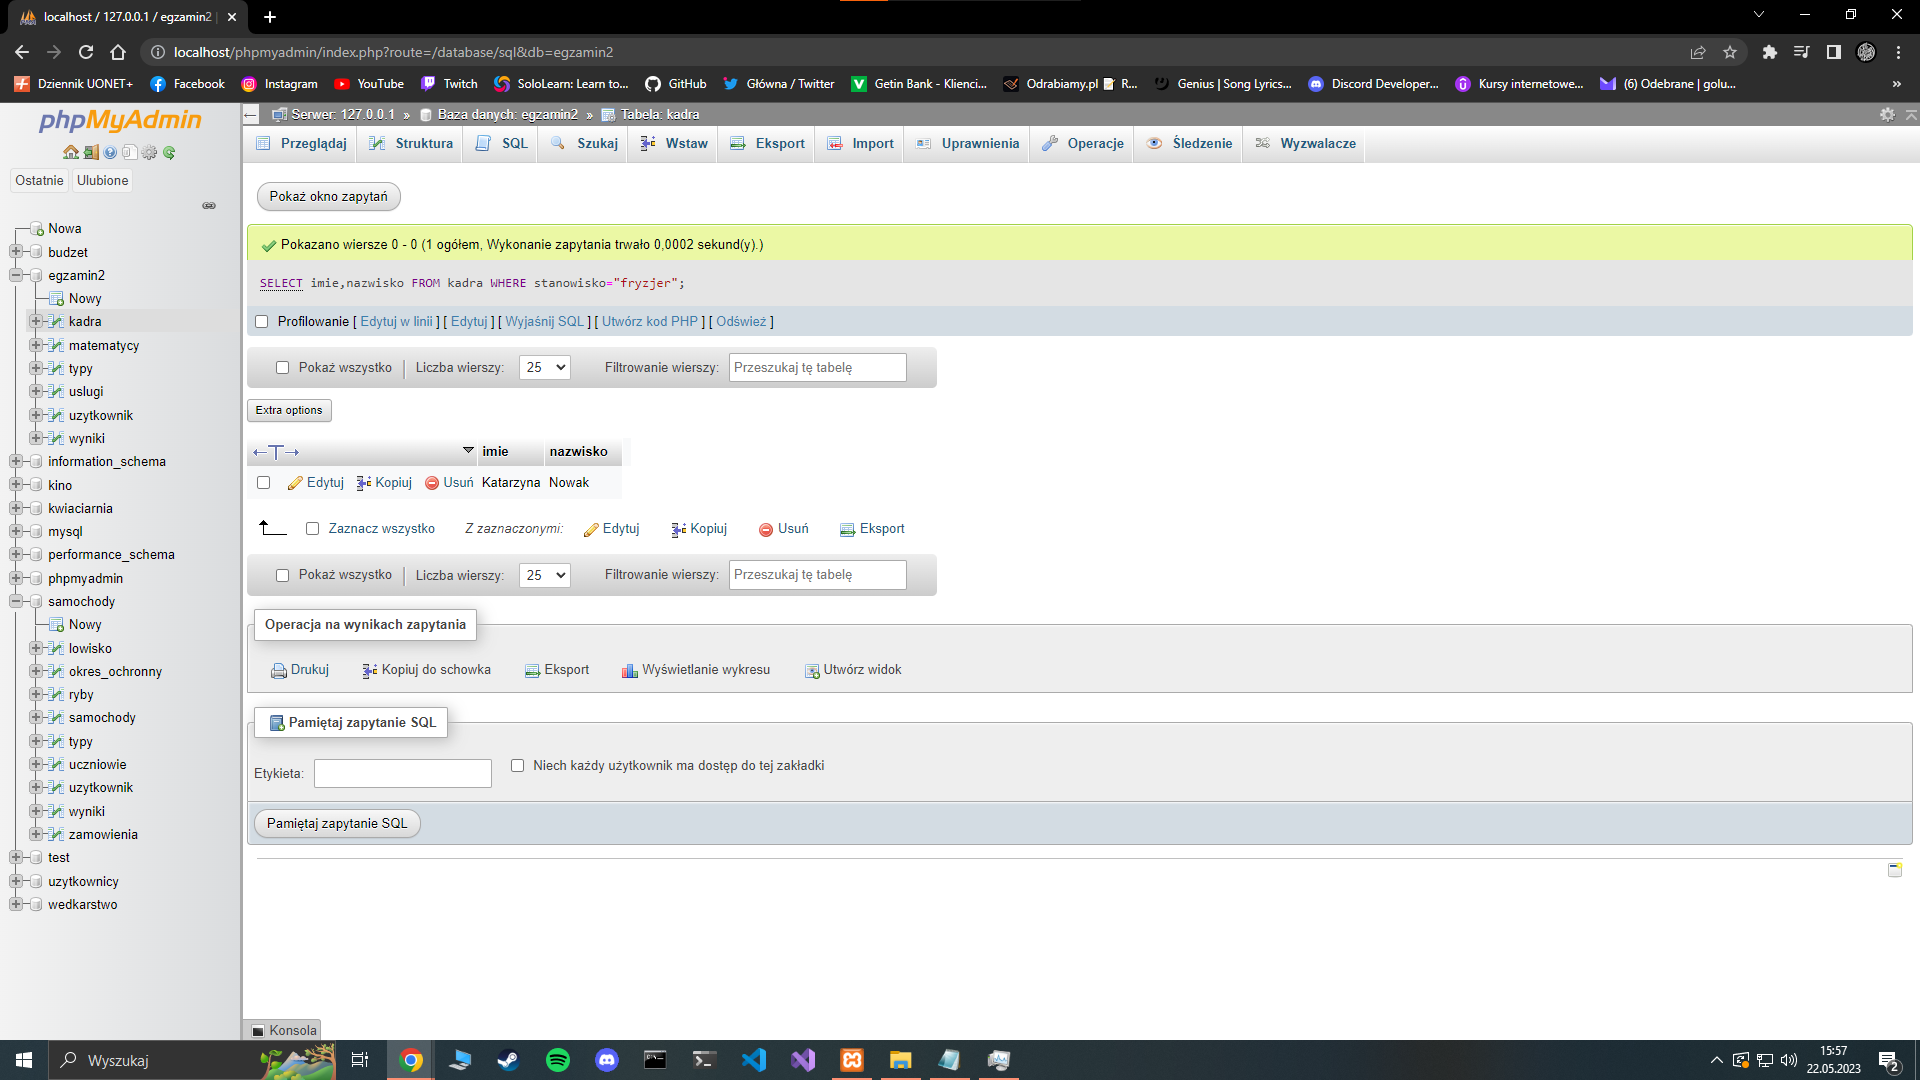 localhost / 127.0.0.1 / egzamin2 |
localhost/phpmyadmin/index.php?route=/database/sql&db=egzamin2
Dziennik UONET+ Facebook Instagram YouTube Twitch SoloLearn: Learn to... GitHub Główna / Twitter Getin Bank - Klienci... Odrabiamy.pl R... Genius | Song Lyrics... Discord Developer... Kursy internetowe... (6) Odebrane | golu... »
phpMyAdmin
Ostatnie Ulubione
Nowa
budzet
egzamin2
Nowy
kadra
matematycy
typy
uslugi
uzytkownik
wyniki
information_schema
kino
kwiaciarnia
mysql
performance_schema
phpmyadmin
samochody
Nowy
lowisko
okres_ochronny
ryby
samochody
typy
uczniowie
uzytkownik
wyniki
zamowienia
test
uzytkownicy
wedkarstwo
Serwer: 127.0.0.1 » Baza danych: egzamin2 » Tabela: kadra
Przeglądaj Struktura SQL Szukaj Wstaw Eksport Import Uprawnienia Operacje Śledzenie Wyzwalacze
Pokaż okno zapytań
Pokazano wiersze 0 - 0 (1 ogółem, Wykonanie zapytania trwało 0,0002 sekund(y).)
SELECT imie,nazwisko FROM kadra WHERE stanowisko="fryzjer";
Profilowanie [ Edytuj w linii ] [ Edytuj ] [ Wyjaśnij SQL ] [ Utwórz kod PHP ] [ Odśwież ]
Pokaż wszystko | Liczba wierszy: 25 Filtrowanie wierszy: Przeszukaj tę tabelę
Extra options
←T→ imie nazwisko
Edytuj Kopiuj Usuń Katarzyna Nowak
Zaznacz wszystko Z zaznaczonymi: Edytuj Kopiuj Usuń Eksport
Pokaż wszystko | Liczba wierszy: 25 Filtrowanie wierszy: Przeszukaj tę tabelę
Operacja na wynikach zapytania
Drukuj Kopiuj do schowka Eksport Wyświetlanie wykresu Utwórz widok
Pamiętaj zapytanie SQL
Etykieta: Niech każdy użytkownik ma dostęp do tej zakładki
Pamiętaj zapytanie SQL
Konsola
Wyszukaj
15:57
22.05.2023
2